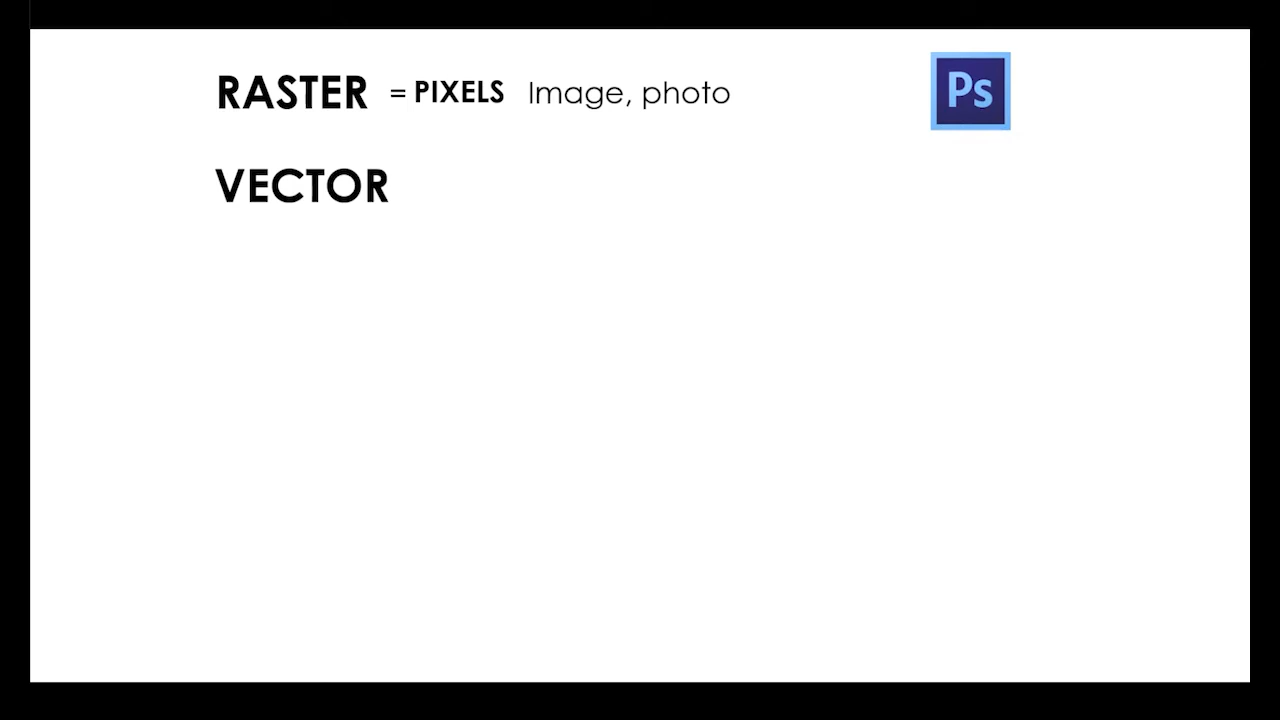 RASTER = PIXELS Image, photo Ps
VECTOR